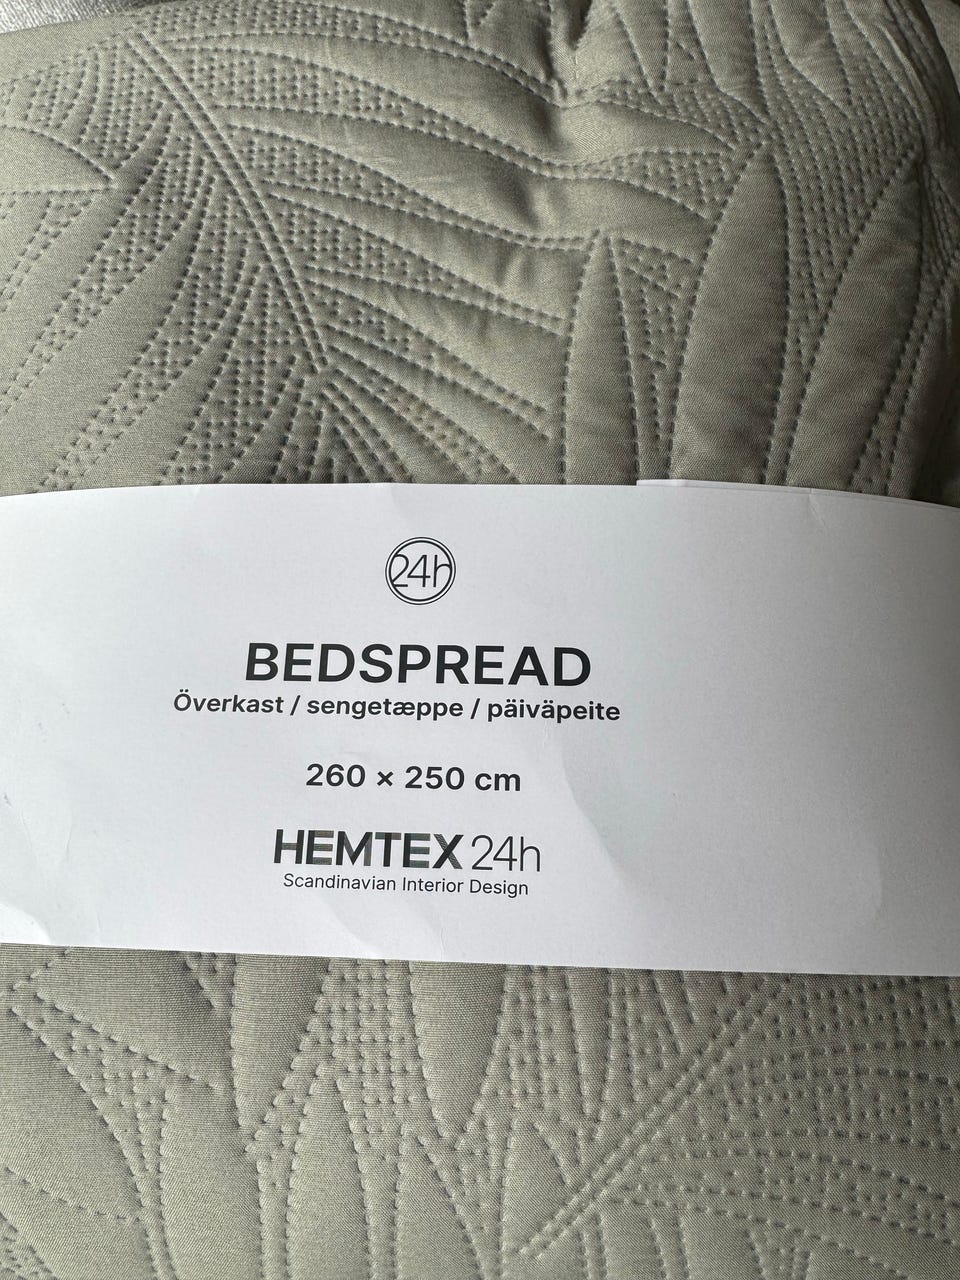 24h
BEDSPREAD
Överkast / sengetæppe / päiväpeite
260 × 250 cm
HEMTEX 24h
Scandinavian Interior Design